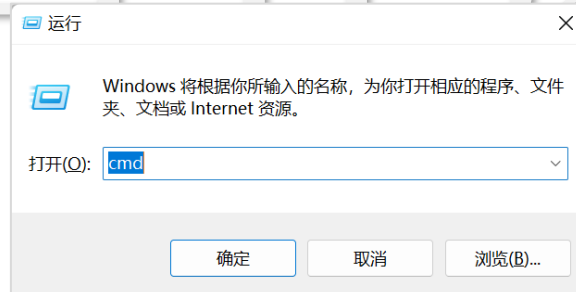 运行
Windows 将根据你所输入的名称，为你打开相应的程序、文件
夹、文档或 Internet 资源。
打开(O): cmd
确定 取消 浏览(B)...